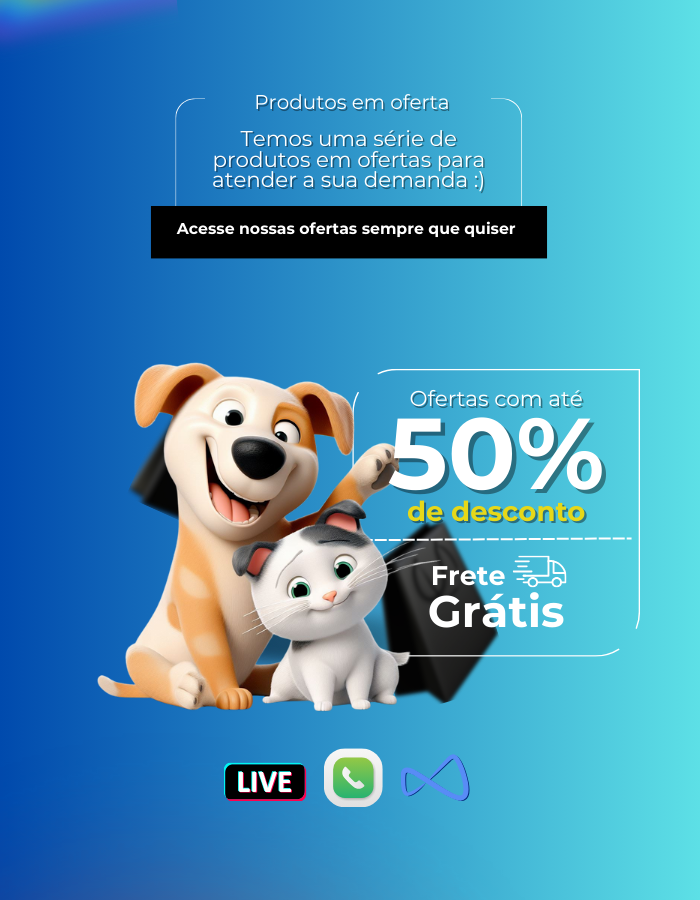 Produtos em oferta
Temos uma série de
produtos em ofertas para
atender a sua demanda :)
Acesse nossas ofertas sempre que quiser
Ofertas com até
50%
de desconto
Frete
Grátis
LIVE